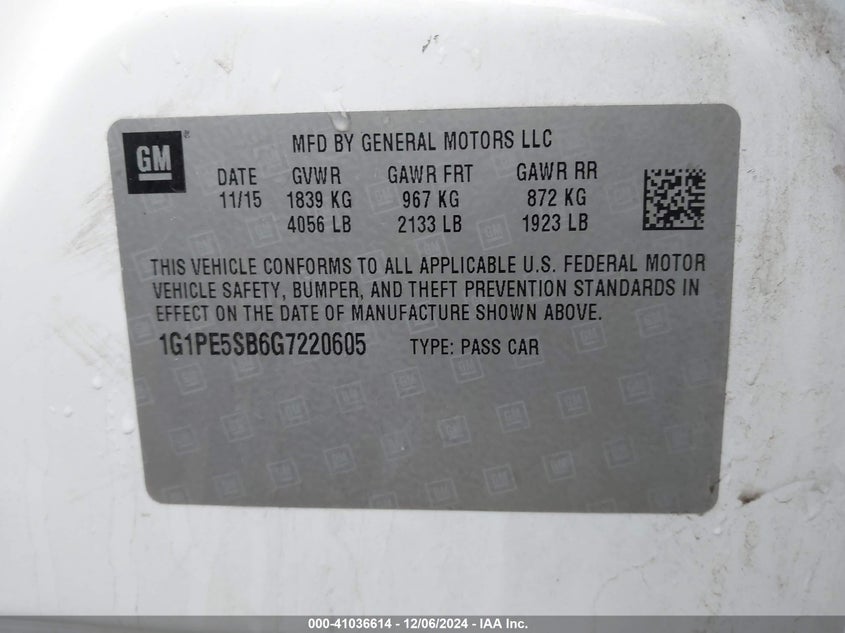 GM ®
MFD BY GENERAL MOTORS LLC
DATE GVWR GAWR FRT GAWR RR
11/15 1839 KG 967 KG 872 KG
4056 LB 2133 LB 1923 LB
THIS VEHICLE CONFORMS TO ALL APPLICABLE U.S. FEDERAL MOTOR
VEHICLE SAFETY, BUMPER, AND THEFT PREVENTION STANDARDS IN
EFFECT ON THE DATE OF MANUFACTURE SHOWN ABOVE.
1G1PE5SB6G7220605 TYPE: PASS CAR
000-41036614 - 12/06/2024 - IAA Inc.